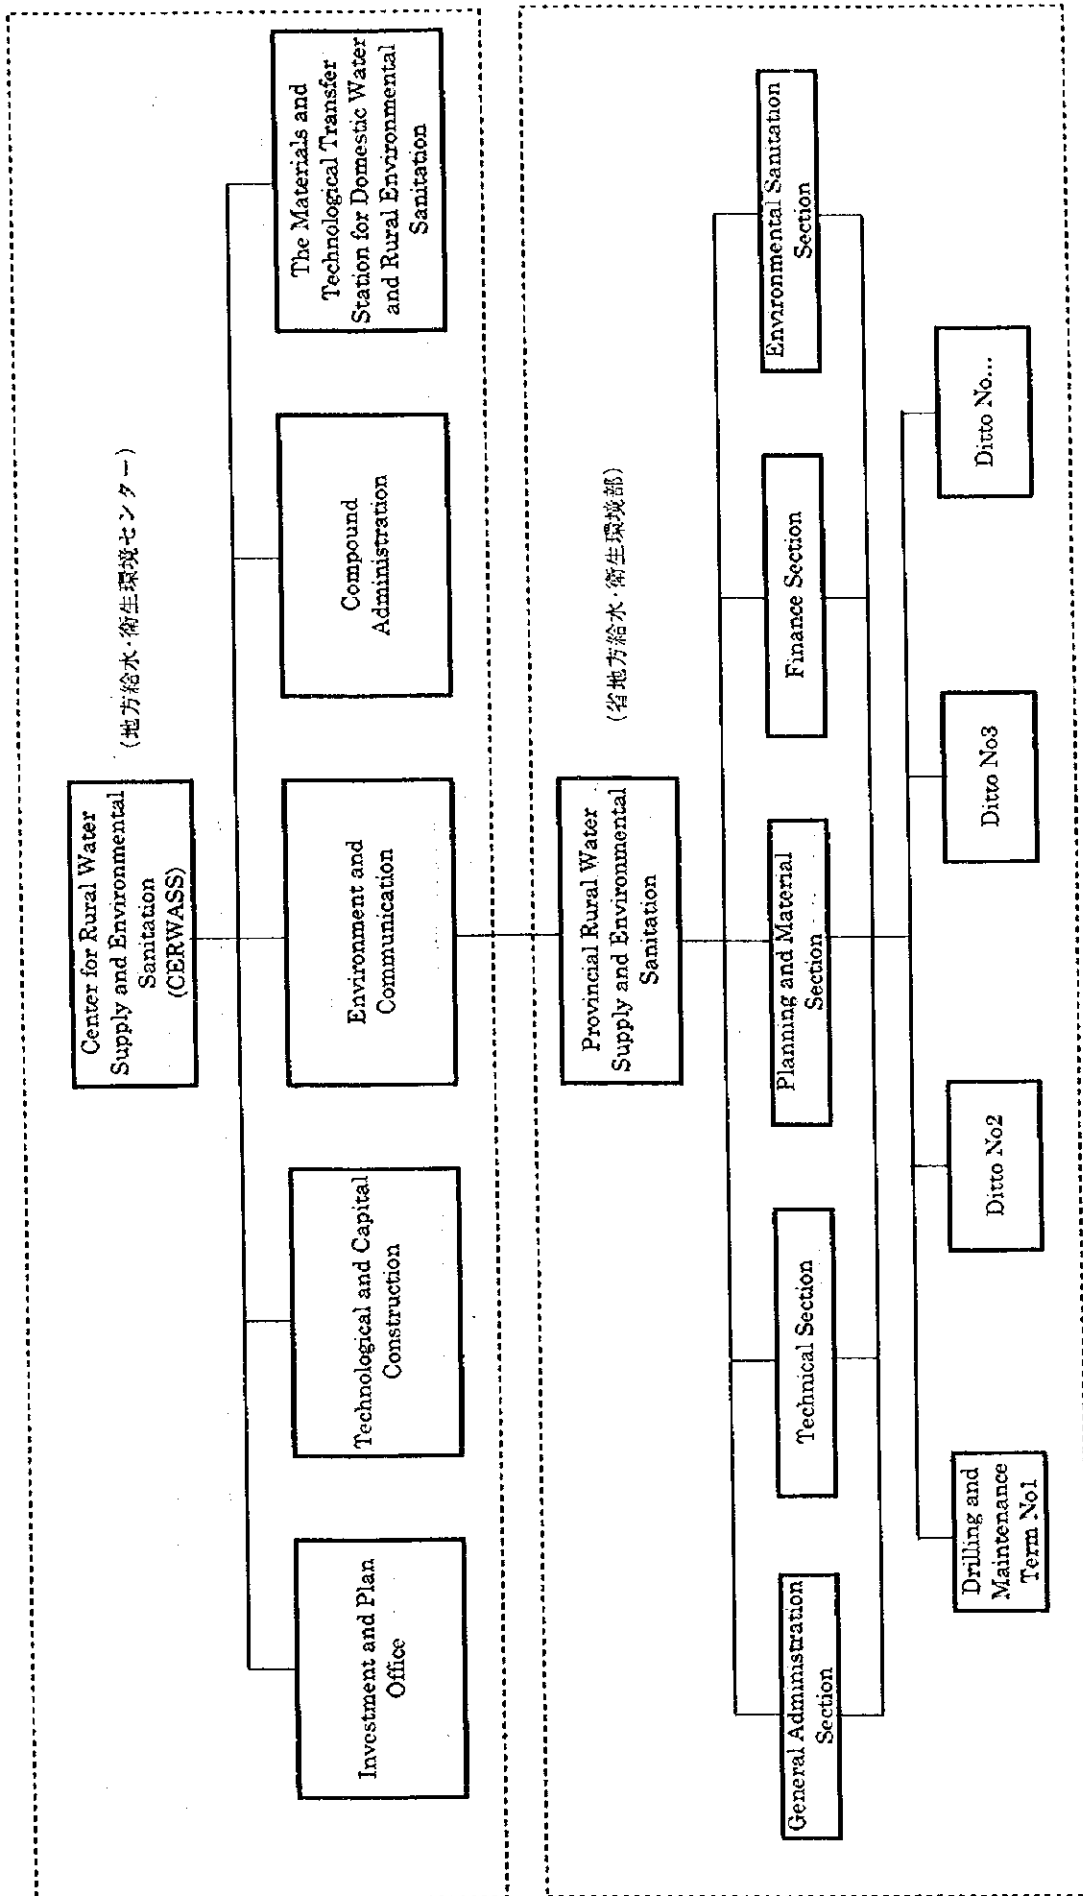 Center for Rural Water
Supply and Environmental
Sanitation
(CERWASS)
(地方給水・衛生環境センター)
Investment and Plan
Office
Technological and Capital
Construction
Environment and
Communication
Compound
Administration
The Materials and
Technological Transfer
Station for Domestic Water
and Rural Environmental
Sanitation
Provincial Rural Water
Supply and Environmental
Sanitation
(省地方給水・衛生環境部)
General Administration
Section
Technical Section
Planning and Material
Section
Finance Section
Environmental Sanitation
Section
Drilling and
Maintenance
Term No1
Ditto No2
Ditto No3
Ditto No...